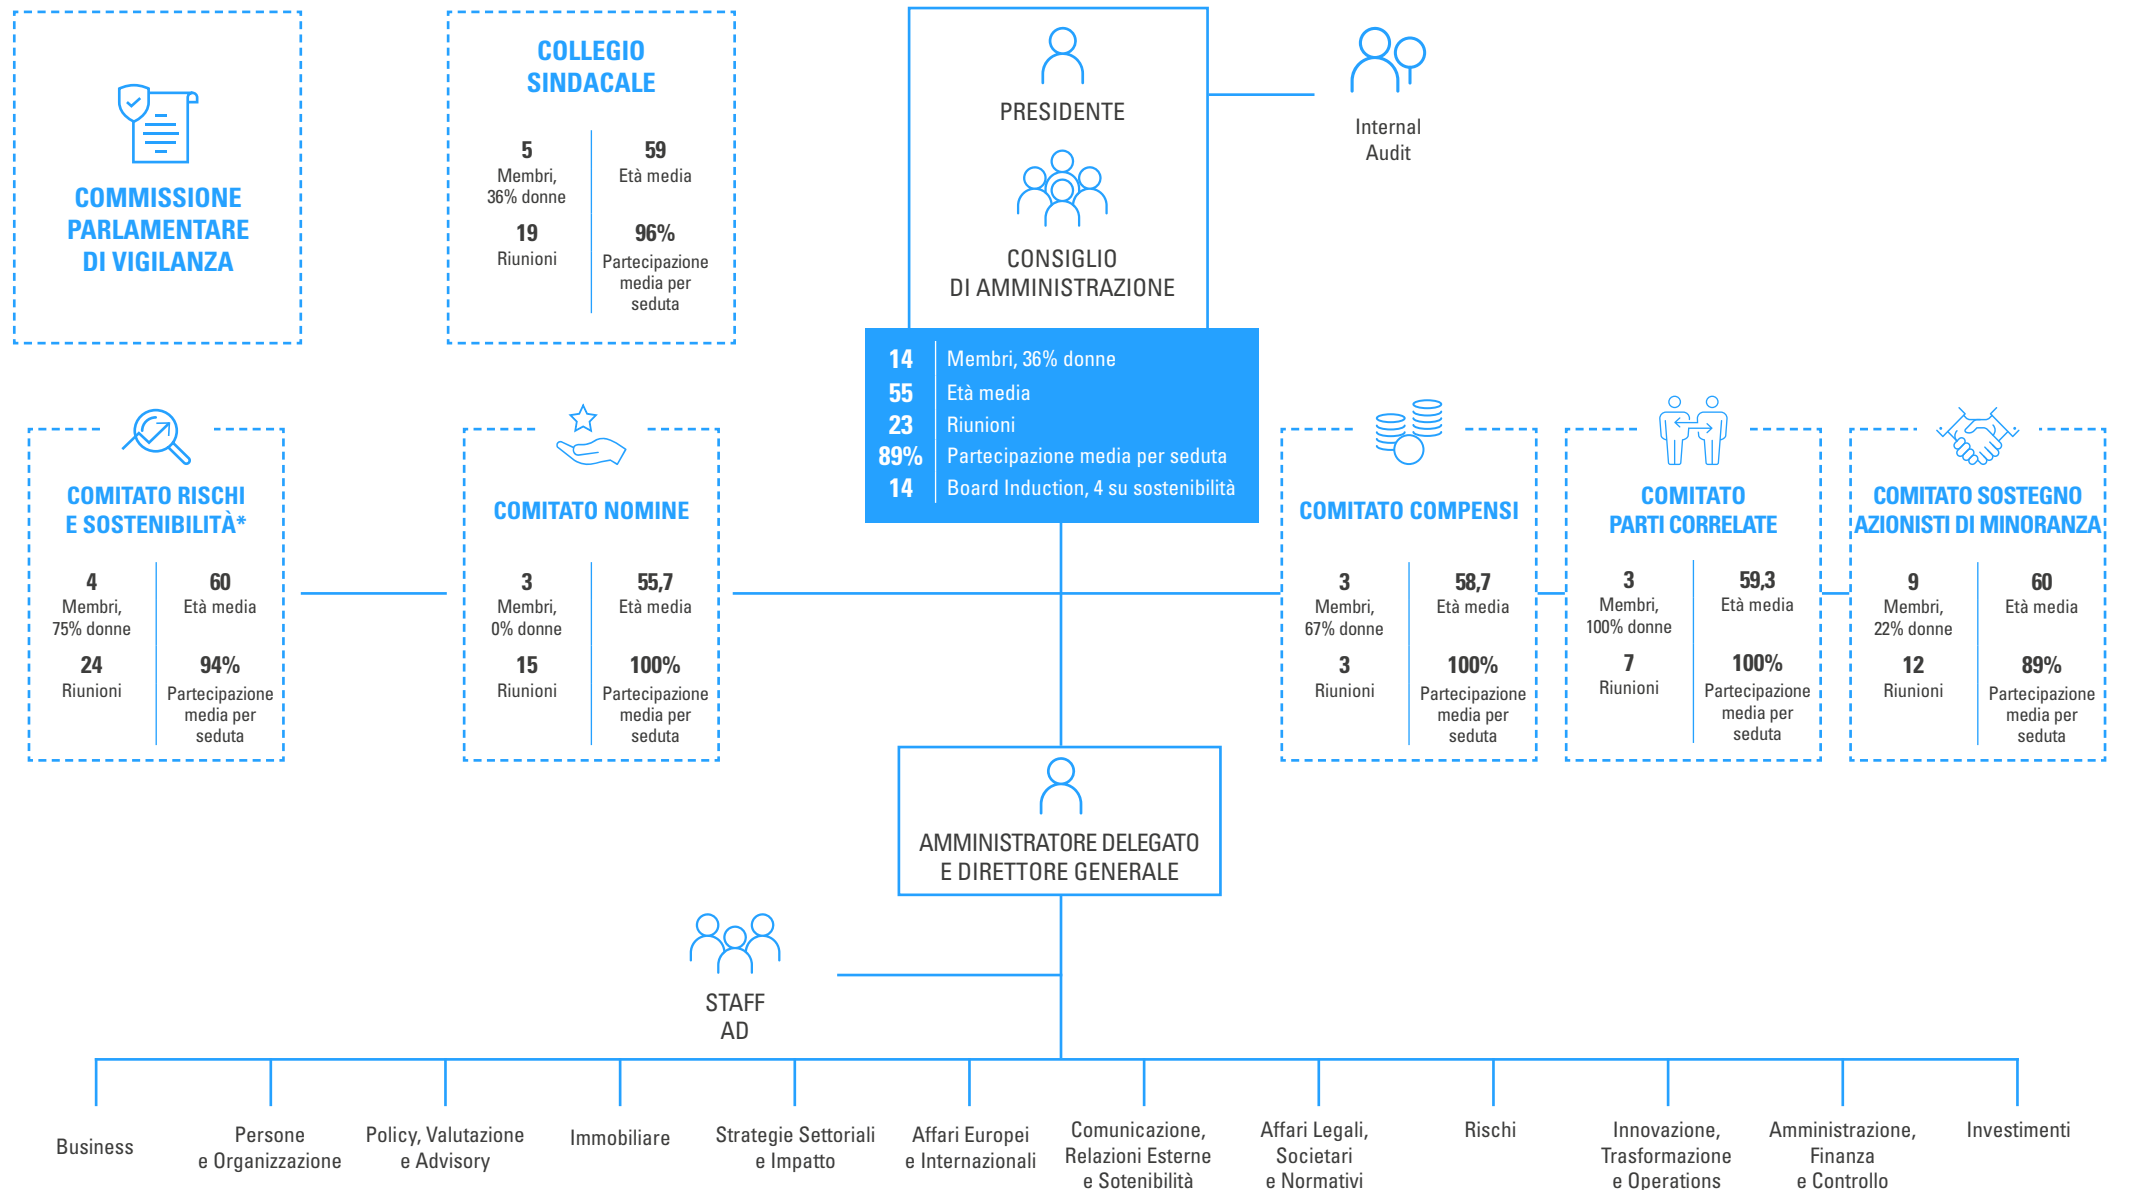 COMMISSIONE
PARLAMENTARE
DI VIGILANZA
COLLEGIO
SINDACALE
5
Membri,
36% donne
59
Età media
19
Riunioni
96%
Partecipazione
media per
seduta
PRESIDENTE
CONSIGLIO
DI AMMINISTRAZIONE
Internal
Audit
14 Membri, 36% donne
55 Età media
23 Riunioni
89% Partecipazione media per seduta
14 Board Induction, 4 su sostenibilità
COMITATO RISCHI
E SOSTENIBILITÀ*
4
Membri,
75% donne
60
Età media
24
Riunioni
94%
Partecipazione
media per
seduta
COMITATO NOMINE
3
Membri,
0% donne
55,7
Età media
15
Riunioni
100%
Partecipazione
media per
seduta
COMITATO COMPENSI
3
Membri,
67% donne
58,7
Età media
3
Riunioni
100%
Partecipazione
media per
seduta
COMITATO
PARTI CORRELATE
3
Membri,
100% donne
59,3
Età media
7
Riunioni
100%
Partecipazione
media per
seduta
COMITATO SOSTEGNO
AZIONISTI DI MINORANZA
9
Membri,
22% donne
60
Età media
12
Riunioni
89%
Partecipazione
media per
seduta
AMMINISTRATORE DELEGATO
E DIRETTORE GENERALE
STAFF
AD
Business
Persone
e Organizzazione
Policy, Valutazione
e Advisory
Immobiliare
Strategie Settoriali
e Impatto
Affari Europei
e Internazionali
Comunicazione,
Relazioni Esterne
e Sotenibilità
Affari Legali,
Societari
e Normativi
Rischi
Innovazione,
Trasformazione
e Operations
Amministrazione,
Finanza
e Controllo
Investimenti